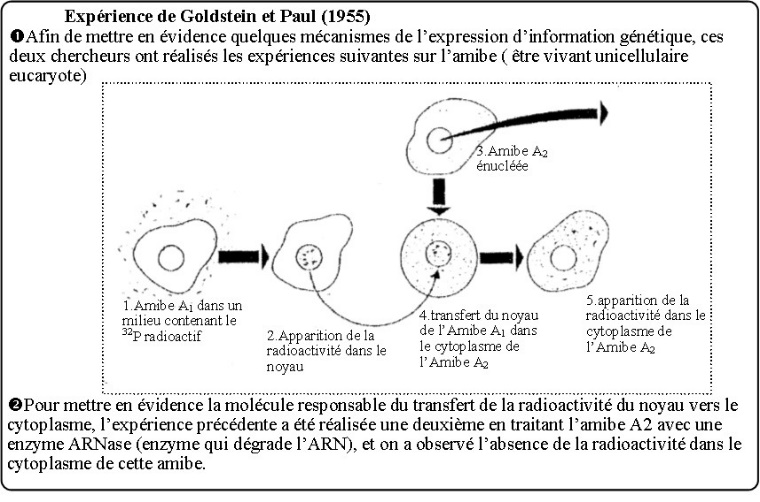 Expérience de Goldstein et Paul (1955)
❶Afin de mettre en évidence quelques mécanismes de l'expression d'information génétique, ces
deux chercheurs ont réalisés les expériences suivantes sur l'amibe ( être vivant unicellulaire
eucaryote)
3.Amibe A₂
énucléée
1.Amibe A₁ dans un
milieu contenant le
³²P radioactif
2.Apparition de la
radioactivité dans le
noyau
4.transfert du noyau
de l'Amibe A₁ dans
le cytoplasme de
l'Amibe A₂
5.apparition de la
radioactivité dans le
cytoplasme de
l'Amibe A₂
❷Pour mettre en évidence la molécule responsable du transfert de la radioactivité du noyau vers le
cytoplasme, l'expérience précédente a été réalisée une deuxième en traitant l'amibe A2 avec une
enzyme ARNase (enzyme qui dégrade l'ARN), et on a observé l'absence de la radioactivité dans le
cytoplasme de cette amibe.